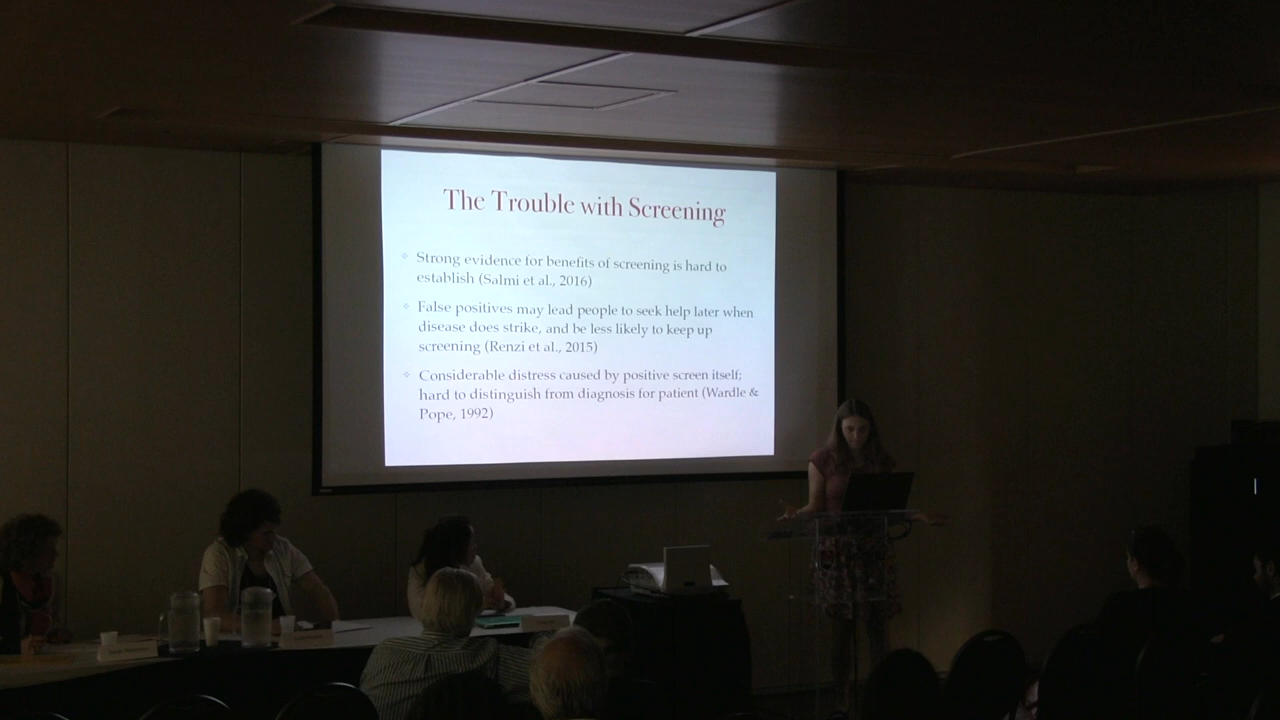 The Trouble with Screening
Strong evidence for benefits of screening is hard to
establish (Salmi et al., 2016)
False positives may lead people to seek help later when
disease does strike, and be less likely to keep up
screening (Renzi et al., 2015)
Considerable distress caused by positive screen itself;
hard to distinguish from diagnosis for patient (Wardle &
Pope, 1992)